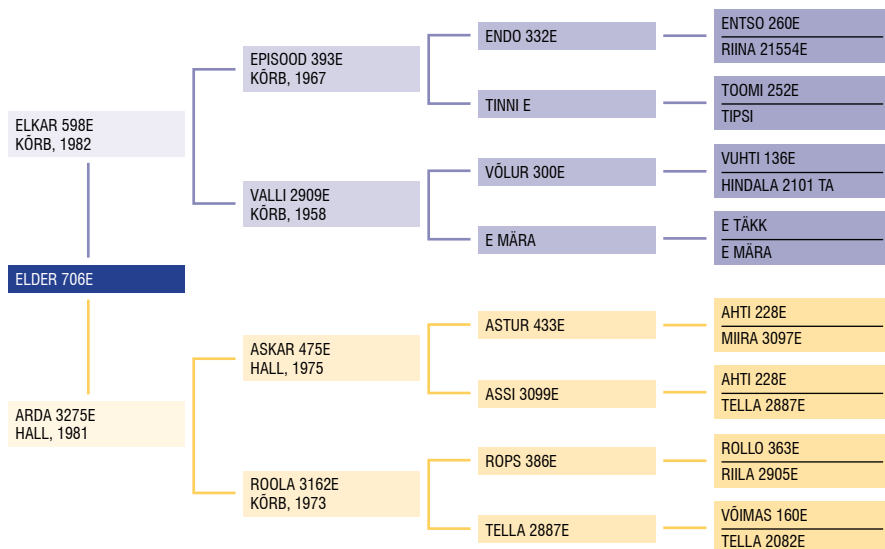 ELDER 706E
ELKAR 598E
KÕRB, 1982
EPISOOD 393E
KÕRB, 1967
ENDO 332E
ENTSO 260E
RIINA 21554E
TINNI E
TOOMI 252E
TIPSI
VALLI 2909E
KÕRB, 1958
VÕLUR 300E
VUHTI 136E
HINDALA 2101 TA
E MÄRA
E TÄKK
E MÄRA
ARDA 3275E
HALL, 1981
ASKAR 475E
HALL, 1975
ASTUR 433E
AHTI 228E
MIIRA 3097E
ASSI 3099E
AHTI 228E
TELLA 2887E
ROOLA 3162E
KÕRB, 1973
ROPS 386E
ROLLO 363E
RIILA 2905E
TELLA 2887E
VÕIMAS 160E
TELLA 2082E